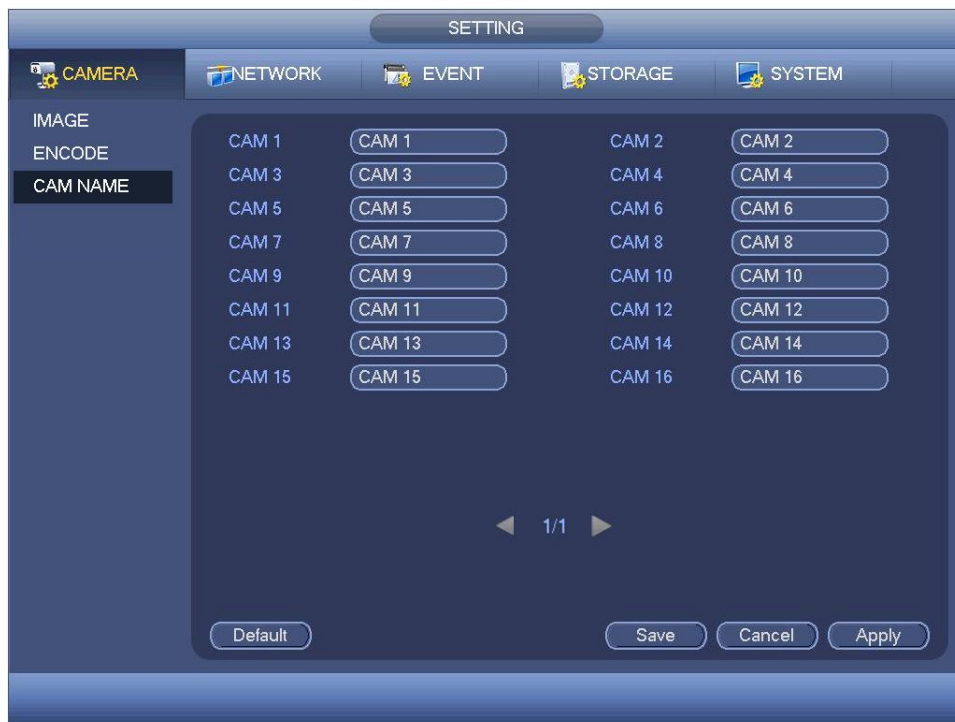 SETTING
CAMERA NETWORK EVENT STORAGE SYSTEM
IMAGE
ENCODE
CAM NAME
CAM 1 CAM 1 CAM 2 CAM 2
CAM 3 CAM 3 CAM 4 CAM 4
CAM 5 CAM 5 CAM 6 CAM 6
CAM 7 CAM 7 CAM 8 CAM 8
CAM 9 CAM 9 CAM 10 CAM 10
CAM 11 CAM 11 CAM 12 CAM 12
CAM 13 CAM 13 CAM 14 CAM 14
CAM 15 CAM 15 CAM 16 CAM 16
1/1
Default Save Cancel Apply